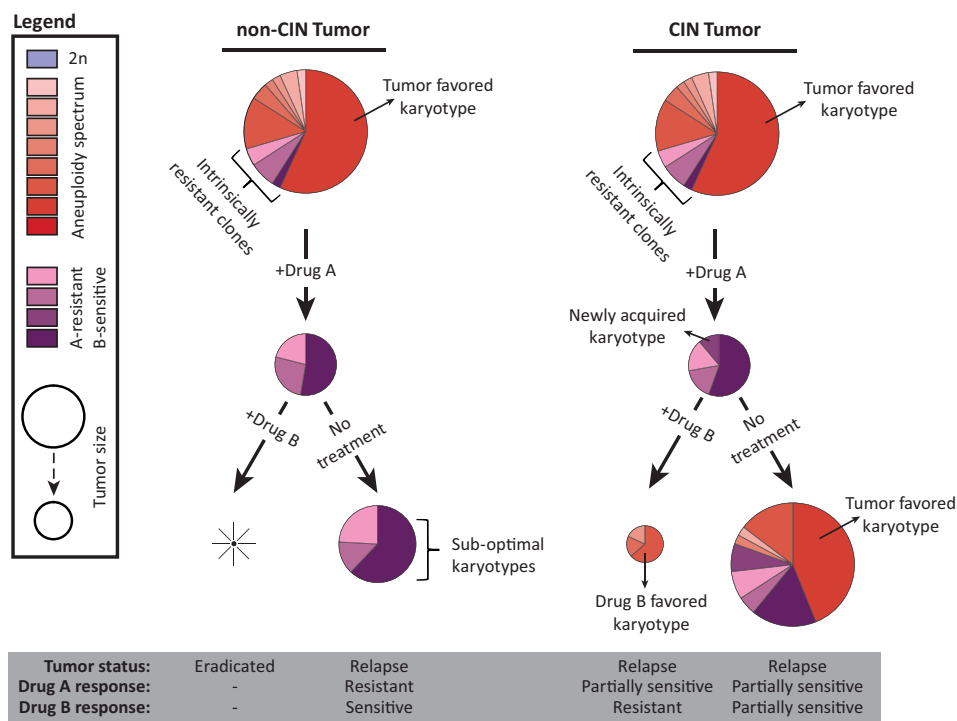 Legend
2n
Aneuploidy spectrum
A-resistant
B-sensitive
Tumor size
non-CIN Tumor
Tumor favored
karyotype
Intrinsically
resistant clones
+Drug A
+Drug B
No
treatment
Sub-optimal
karyotypes
CIN Tumor
Tumor favored
karyotype
Intrinsically
resistant clones
+Drug A
Newly acquired
karyotype
+Drug B
No
treatment
Tumor favored
karyotype
Drug B favored
karyotype
Tumor status: Eradicated Relapse Relapse Relapse
Drug A response: - Resistant Partially sensitive Partially sensitive
Drug B response: - Sensitive Resistant Partially sensitive